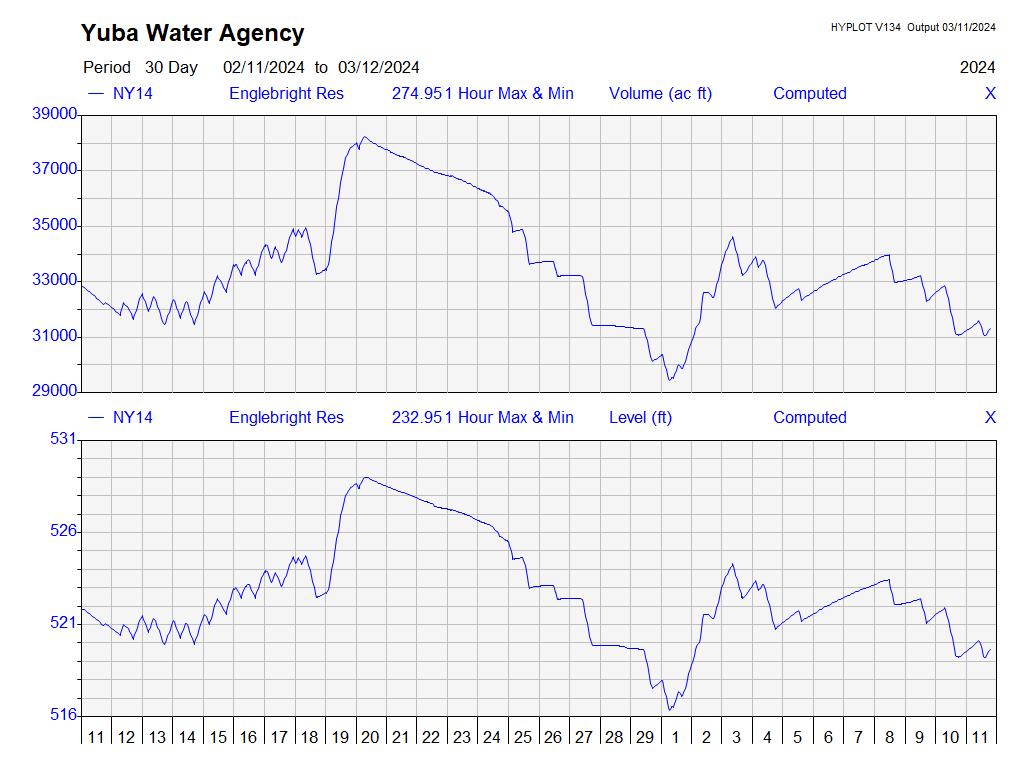 Yuba Water Agency
HYPLOT V134 Output 03/11/2024
Period 30 Day 02/11/2024 to 03/12/2024 2024
NY14 Englebright Res 274.951 Hour Max & Min Volume (ac ft) Computed X
39000
37000
35000
33000
31000
29000
NY14 Englebright Res 232.951 Hour Max & Min Level (ft) Computed X
531
526
521
516
11 12 13 14 15 16 17 18 19 20 21 22 23 24 25 26 27 28 29 1 2 3 4 5 6 7 8 9 10 11